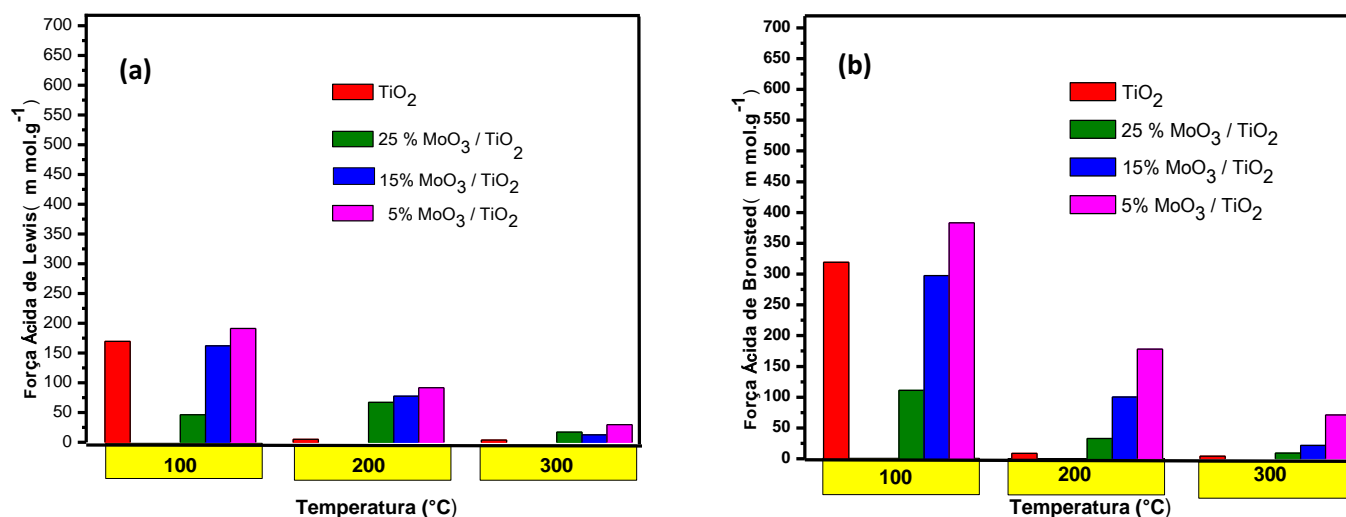 (a)
Força Ácida de Lewis( m mol.g-1)
700
650
600
550
500
450
400
350
300
250
200
150
100
50
0
TiO2
25 % MoO3 / TiO2
15% MoO3 / TiO2
5% MoO3 / TiO2
100 200 300
Temperatura (°C)
(b)
Força Ácida de Bronsted( m mol.g-1)
700
650
600
550
500
450
400
350
300
250
200
150
100
50
0
TiO2
25 % MoO3 / TiO2
15% MoO3 / TiO2
5% MoO3 / TiO2
100 200 300
Temperatura (°C)